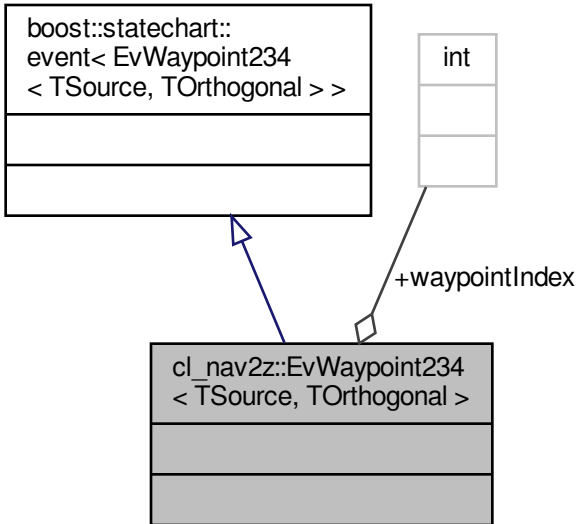 boost::statechart::
event< EvWaypoint234
< TSource, TOrthogonal > >
int
+waypointIndex
cl_nav2z::EvWaypoint234
< TSource, TOrthogonal >